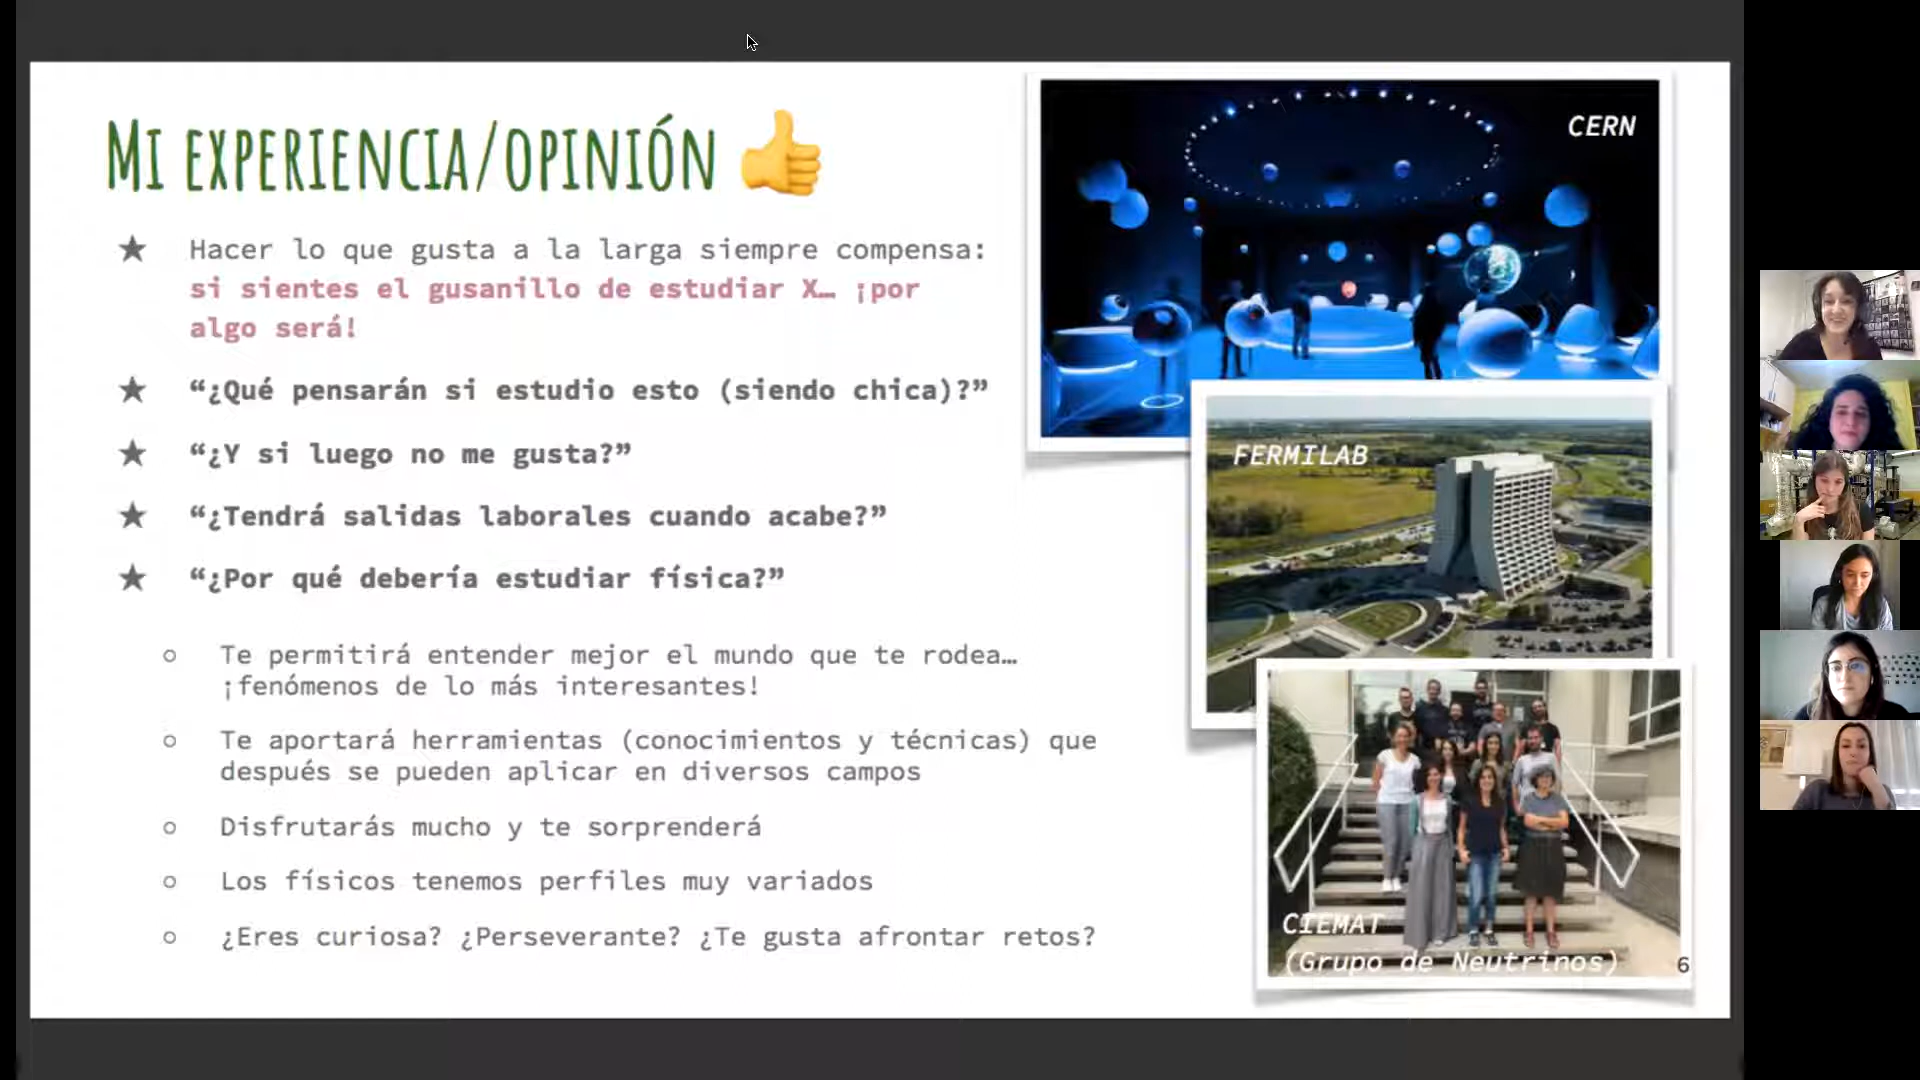 Mi experiencia/opinión
★ Hacer lo que gusta a la larga siempre compensa:
si sientes el gusanillo de estudiar X… ¡por
algo será!
★ “¿Qué pensarán si estudio esto (siendo chica)?”
★ “¿Y si luego no me gusta?”
★ “¿Tendrá salidas laborales cuando acabe?”
★ “¿Por qué debería estudiar física?”
○ Te permitirá entender mejor el mundo que te rodea…
¡fenómenos de lo más interesantes!
○ Te aportará herramientas (conocimientos y técnicas) que
después se pueden aplicar en diversos campos
○ Disfrutarás mucho y te sorprenderá
○ Los físicos tenemos perfiles muy variados
○ ¿Eres curiosa? ¿Perseverante? ¿Te gusta afrontar retos?
CERN
FERMILAB
CIEMAT
(Grupo de Neutrinos)
6